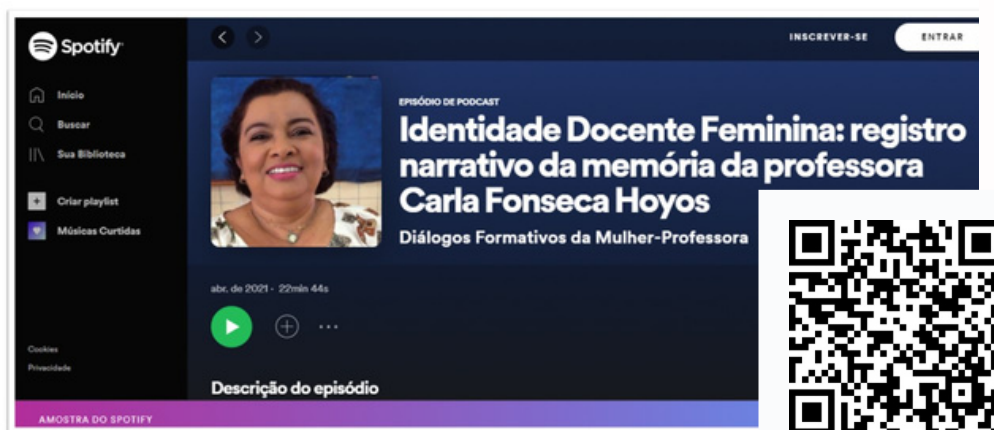 Spotify
Início
Buscar
Sua Biblioteca
Criar playlist
Músicas Curtidas
Cookies
Privacidade
INSCREVER-SE
ENTRAR
EPISÓDIO DE PODCAST
Identidade Docente Feminina: registro
narrativo da memória da professora
Carla Fonseca Hoyos
Diálogos Formativos da Mulher-Professora
abr. de 2021 · 22min 44s
Descrição do episódio
AMOSTRA DO SPOTIFY